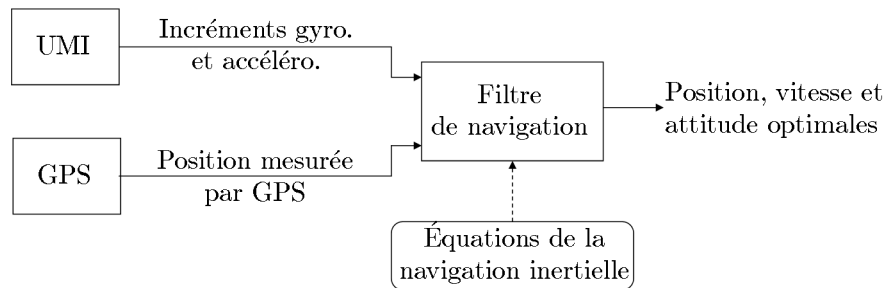 UMI
Incréments gyro.
et accéléro.
Filtre
de navigation
Position, vitesse et
attitude optimales
GPS
Position mesurée
par GPS
Équations de la
navigation inertielle